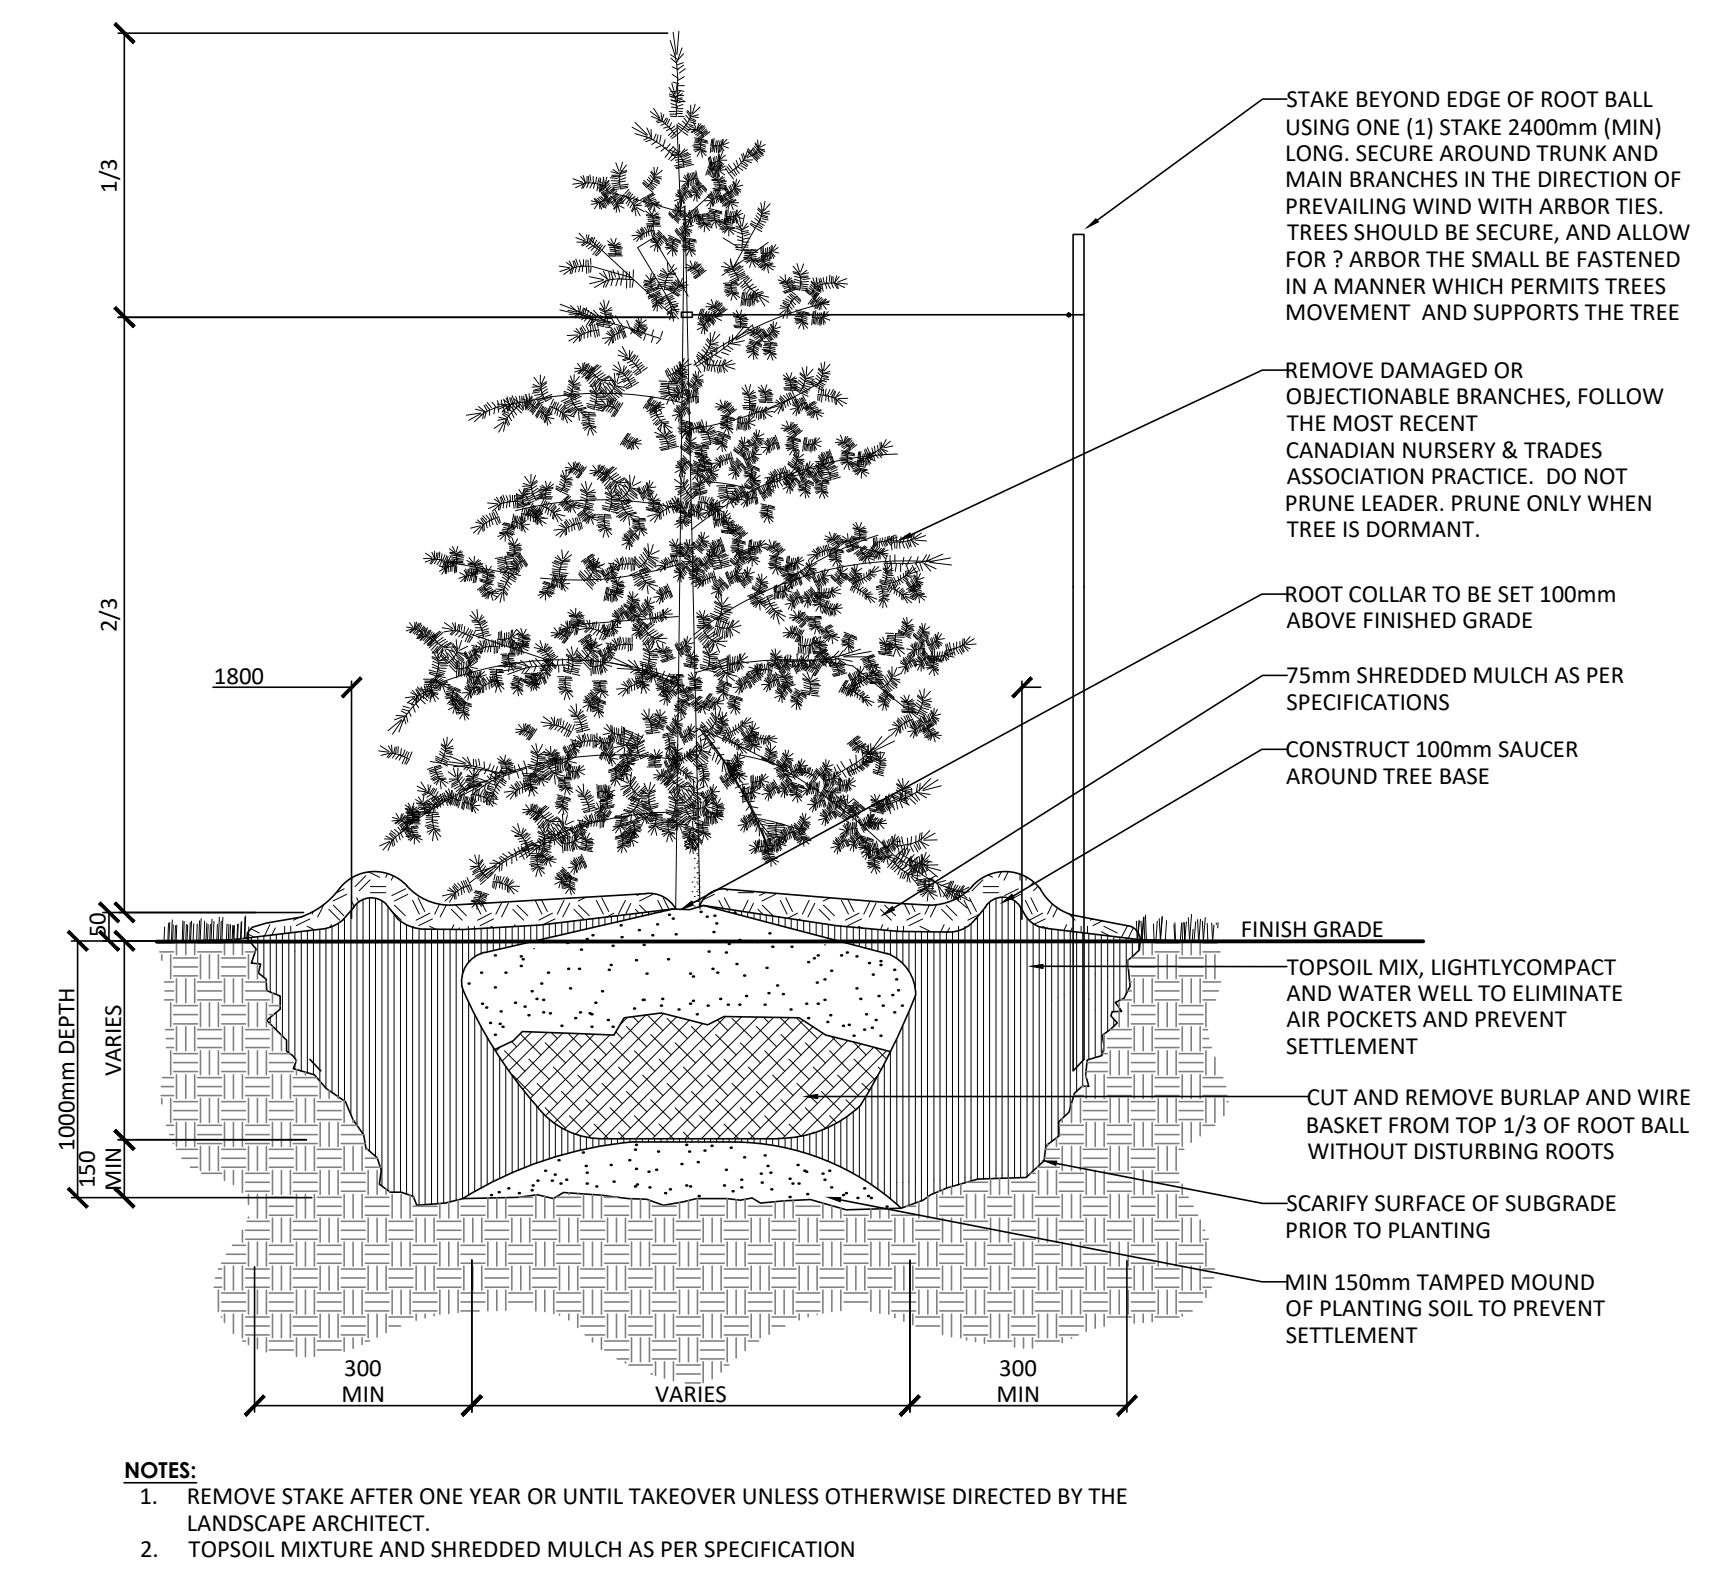 STAKE BEYOND EDGE OF ROOT BALL
USING ONE (1) STAKE 2400mm (MIN)
LONG. SECURE AROUND TRUNK AND
MAIN BRANCHES IN THE DIRECTION OF
PREVAILING WIND WITH ARBOR TIES.
TREES SHOULD BE SECURE, AND ALLOW
FOR ? ARBOR THE SMALL BE FASTENED
IN A MANNER WHICH PERMITS TREES
MOVEMENT AND SUPPORTS THE TREE
REMOVE DAMAGED OR
OBJECTIONABLE BRANCHES, FOLLOW
THE MOST RECENT
CANADIAN NURSERY & TRADES
ASSOCIATION PRACTICE. DO NOT
PRUNE LEADER. PRUNE ONLY WHEN
TREE IS DORMANT.
ROOT COLLAR TO BE SET 100mm
ABOVE FINISHED GRADE
75mm SHREDDED MULCH AS PER
SPECIFICATIONS
CONSTRUCT 100mm SAUCER
AROUND TREE BASE
FINISH GRADE
TOPSOIL MIX, LIGHTLYCOMPACT
AND WATER WELL TO ELIMINATE
AIR POCKETS AND PREVENT
SETTLEMENT
CUT AND REMOVE BURLAP AND WIRE
BASKET FROM TOP 1/3 OF ROOT BALL
WITHOUT DISTURBING ROOTS
SCARIFY SURFACE OF SUBGRADE
PRIOR TO PLANTING
MIN 150mm TAMPED MOUND
OF PLANTING SOIL TO PREVENT
SETTLEMENT
1/3
2/3
1800
50
1000mm DEPTH
VARIES
150
MIN
300
MIN
VARIES
300
MIN
NOTES:
1. REMOVE STAKE AFTER ONE YEAR OR UNTIL TAKEOVER UNLESS OTHERWISE DIRECTED BY THE
LANDSCAPE ARCHITECT.
2. TOPSOIL MIXTURE AND SHREDDED MULCH AS PER SPECIFICATION